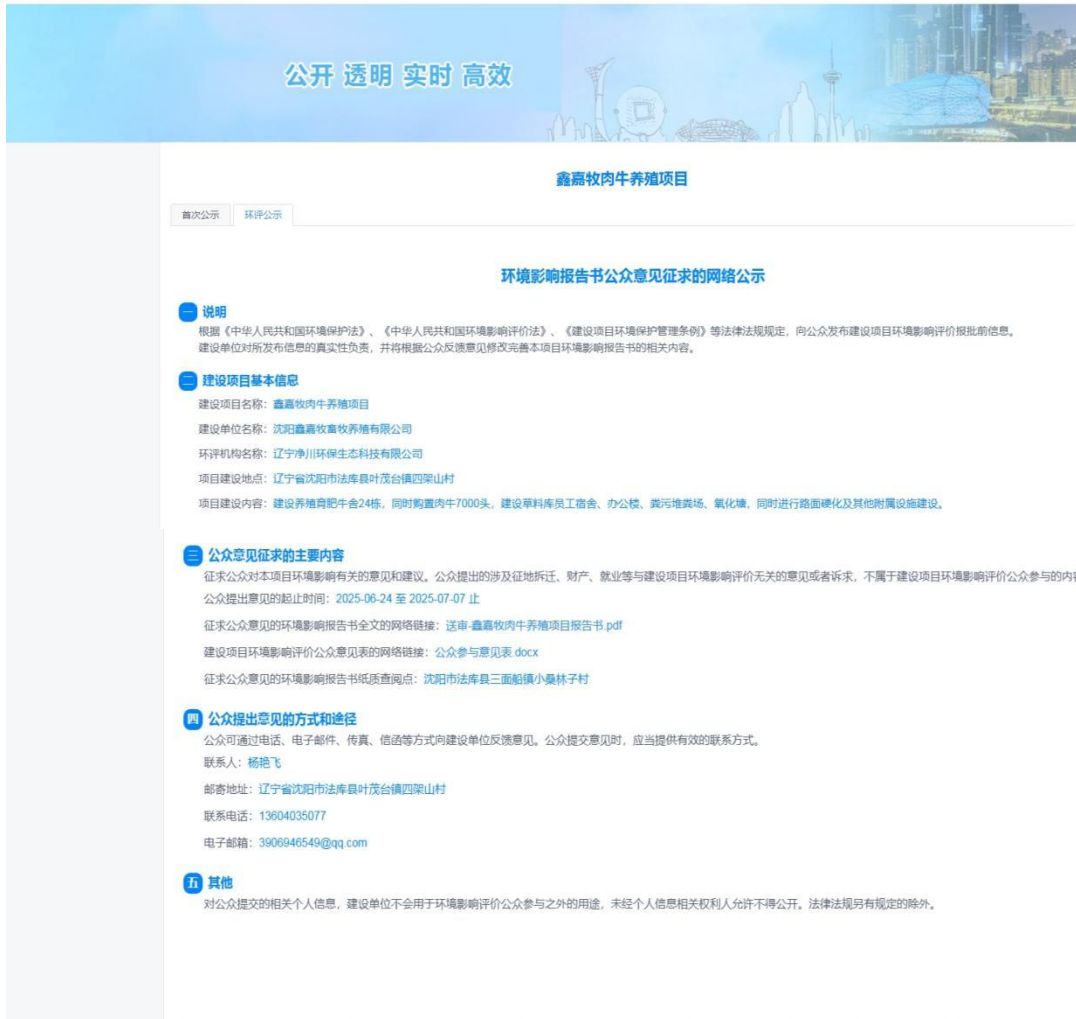 公开 透明 实时 高效
鑫嘉牧肉牛养殖项目
首次公示 环评公示
环境影响报告书公众意见征求的网络公示
一 说明
根据《中华人民共和国环境保护法》、《中华人民共和国环境影响评价法》、《建设项目环境保护管理条例》等法律法规规定，向公众发布建设项目环境影响评价报批前信息。
建设单位对所发布信息的真实性负责，并将根据公众反馈意见修改完善本项目环境影响报告书的相关内容。
二 建设项目基本信息
建设项目名称：鑫嘉牧肉牛养殖项目
建设单位名称：沈阳鑫嘉牧畜牧养殖有限公司
环评机构名称：辽宁净川环保生态科技有限公司
项目建设地点：辽宁省沈阳市法库县叶茂台镇四架山村
项目建设内容：建设养殖育肥牛舍24栋，同时购置肉牛7000头，建设草料库员工宿舍、办公楼、粪污堆粪场、氧化塘，同时进行路面硬化及其他附属设施建设。
三 公众意见征求的主要内容
征求公众对本项目环境影响有关的意见和建议。公众提出的涉及征地拆迁、财产、就业等与建设项目环境影响评价无关的意见或者诉求，不属于建设项目环境影响评价公众参与的内容
公众提出意见的起止时间：2025-06-24 至 2025-07-07 止
征求公众意见的环境影响报告书全文的网络链接：送审-鑫嘉牧肉牛养殖项目报告书.pdf
建设项目环境影响评价公众意见表的网络链接：公众参与意见表.docx
征求公众意见的环境影响报告书纸质查阅点：沈阳市法库县三面船镇小桑林子村
四 公众提出意见的方式和途径
公众可通过电话、电子邮件、传真、信函等方式向建设单位反馈意见。公众提交意见时，应当提供有效的联系方式。
联系人：杨艳飞
邮寄地址：辽宁省沈阳市法库县叶茂台镇四架山村
联系电话：13604035077
电子邮箱：3906946549@qq.com
五 其他
对公众提交的相关个人信息，建设单位不会用于环境影响评价公众参与之外的用途，未经个人信息相关权利人允许不得公开。法律法规另有规定的除外。